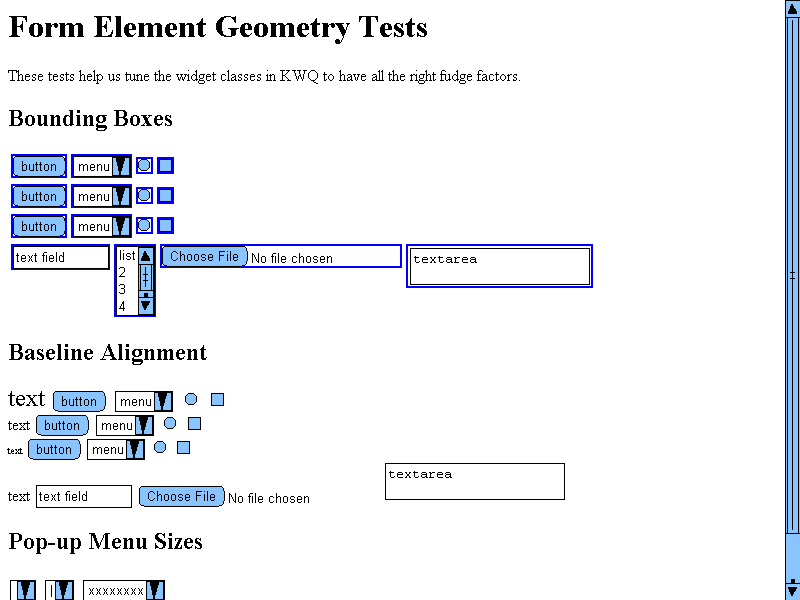 Form Element Geometry Tests
These tests help us tune the widget classes in KWQ to have all the right fudge factors.
Bounding Boxes
button menu
button menu
button menu
text field list Choose File No file chosen textarea
2
3
4
Baseline Alignment
text button menu
text button menu
text button menu
textarea
text text field Choose File No file chosen
Pop-up Menu Sizes
| xxxxxxxx